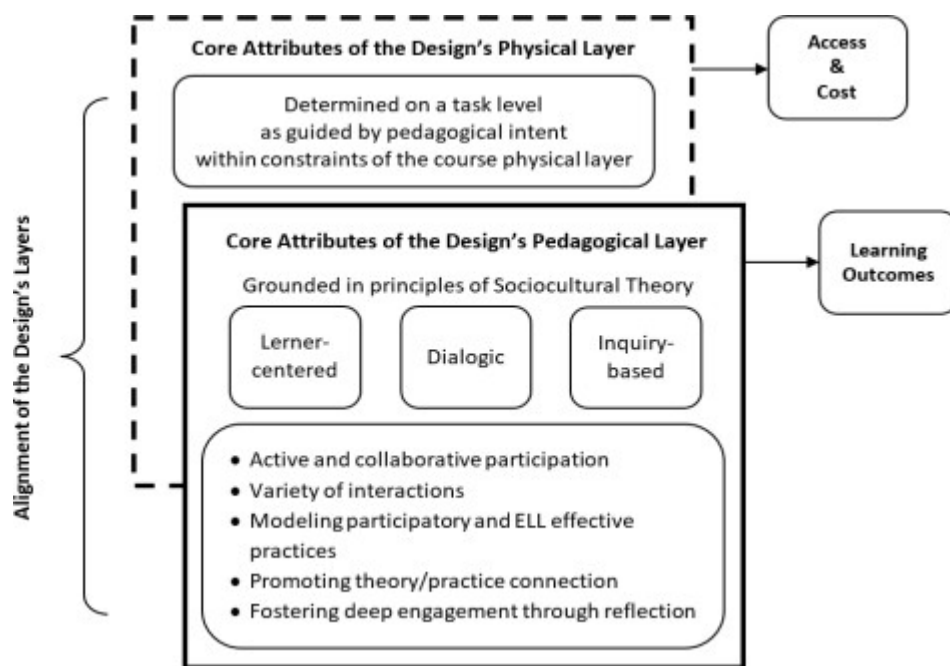 Core Attributes of the Design's Physical Layer
Determined on a task level
as guided by pedagogical intent
within constraints of the course physical layer
Access
&
Cost
Alignment of the Design's Layers
Core Attributes of the Design's Pedagogical Layer
Grounded in principles of Sociocultural Theory
Lerner-
centered
Dialogic
Inquiry-
based
Learning
Outcomes
• Active and collaborative participation
• Variety of interactions
• Modeling participatory and ELL effective
practices
• Promoting theory/practice connection
• Fostering deep engagement through reflection